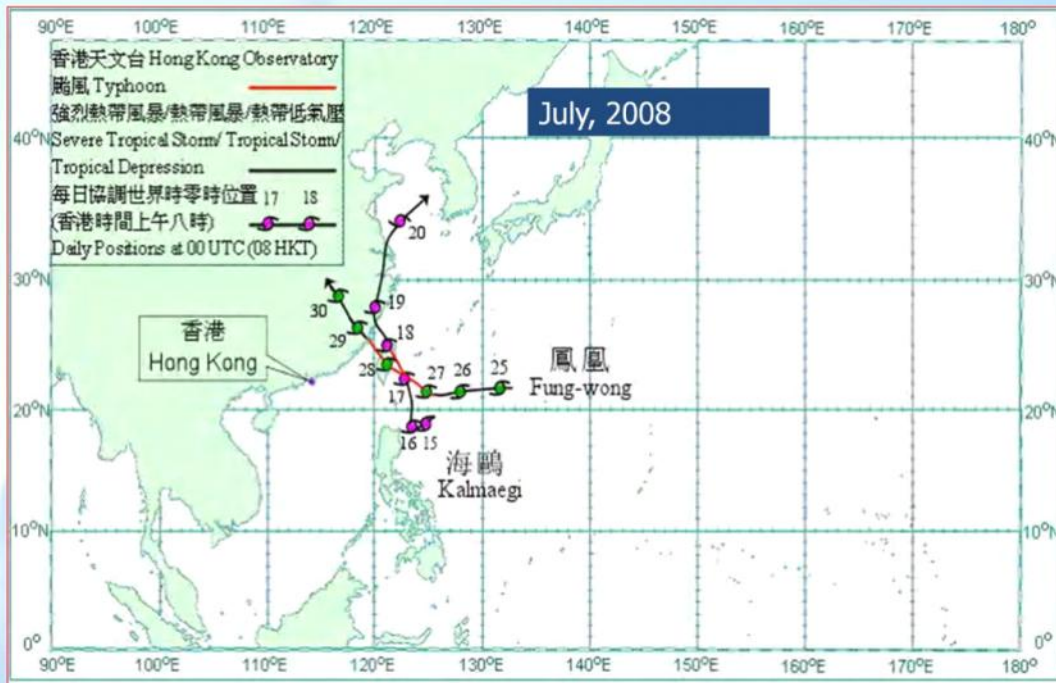 90°E 100°E 110°E 120°E 130°E 140°E 150°E 160°E 170°E 180°
香港天文台 Hong Kong Observatory
颱風 Typhoon
強烈熱帶風暴/熱帶風暴/熱帶低氣壓
Severe Tropical Storm/ Tropical Storm/
Tropical Depression
每日協調世界時零時位置 17 18
(香港時間上午八時)
Daily Positions at 00 UTC (08 HKT)
July, 2008
40°N 40°N
20
30°N 30°N
30
19
29
18
香港
Hong Kong
28
鳳凰
Fung-wong
27 26 25
17
20°N 20°N
16 15
海鷗
Kalmaegi
10°N 10°N
0° 0°
90°E 100°E 110°E 120°E 130°E 140°E 150°E 160°E 170°E 180°